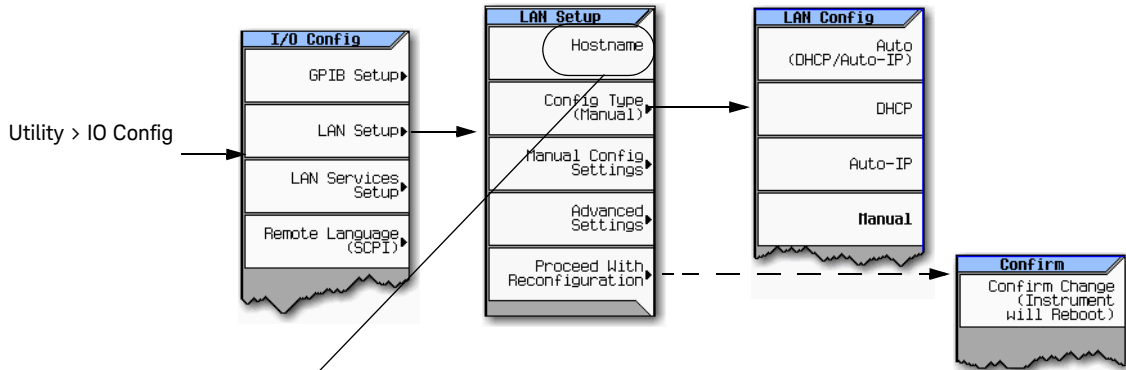 Utility > IO Config
I/O Config
GPIB Setup
LAN Setup
LAN Services
Setup
Remote Language
(SCPI)
LAN Setup
Hostname
Config Type
(Manual)
Manual Config
Settings
Advanced
Settings
Proceed With
Reconfiguration
LAN Config
Auto
(DHCP/Auto-IP)
DHCP
Auto-IP
Manual
Confirm
Confirm Change
(Instrument
will Reboot)